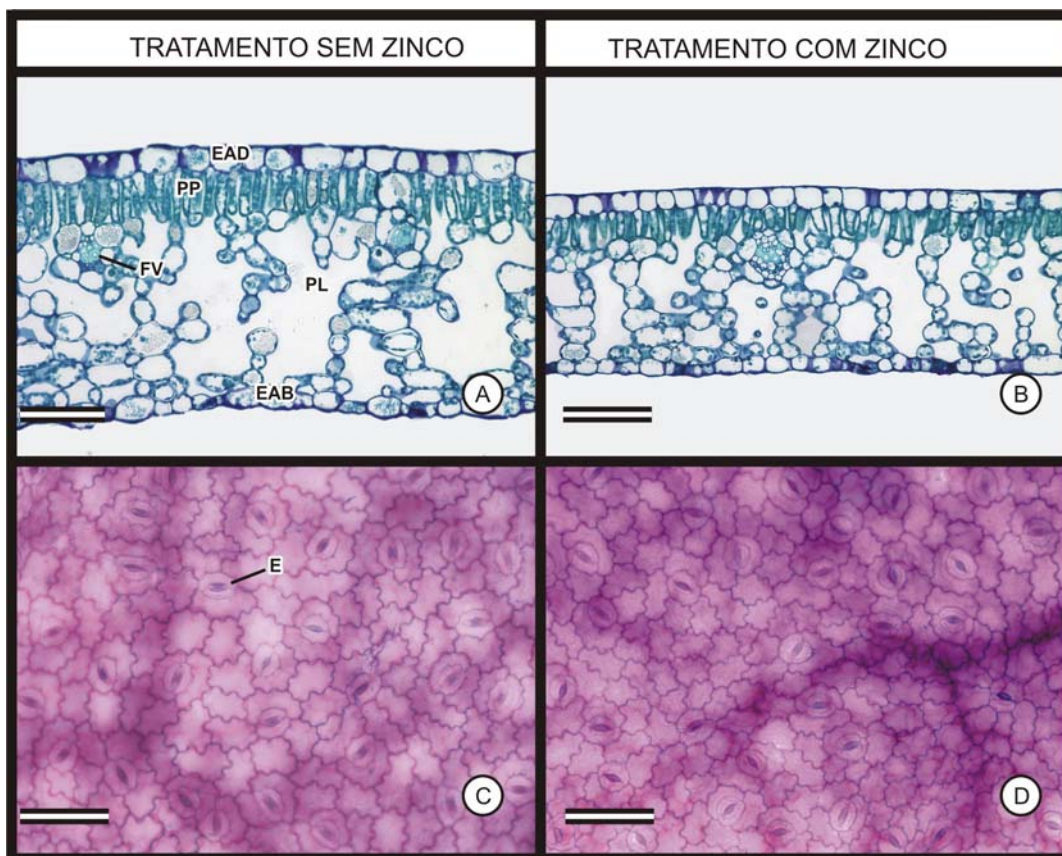 TRATAMENTO SEM ZINCO
TRATAMENTO COM ZINCO
EAD
PP
FV
PL
EAB
A
B
E
C
D